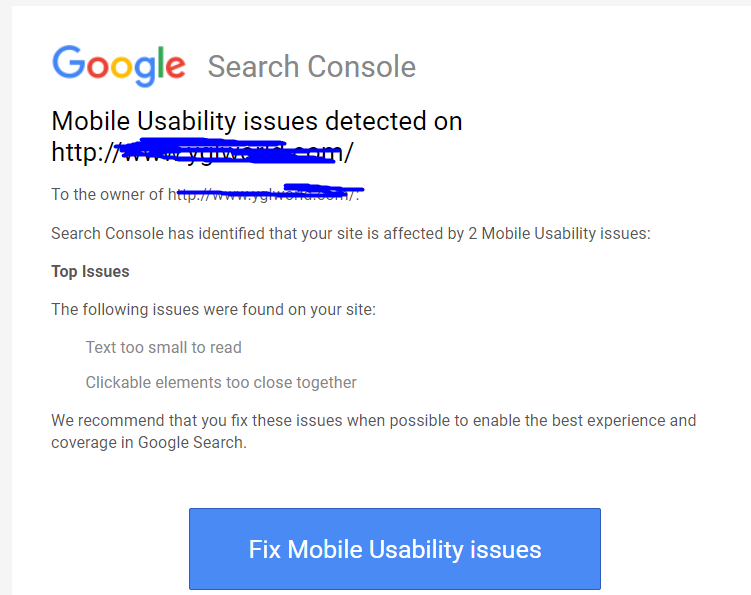 Google Search Console
Mobile Usability issues detected on
http:///
To the owner of http://
Search Console has identified that your site is affected by 2 Mobile Usability issues:
Top Issues
The following issues were found on your site:
Text too small to read
Clickable elements too close together
We recommend that you fix these issues when possible to enable the best experience and
coverage in Google Search.
Fix Mobile Usability issues